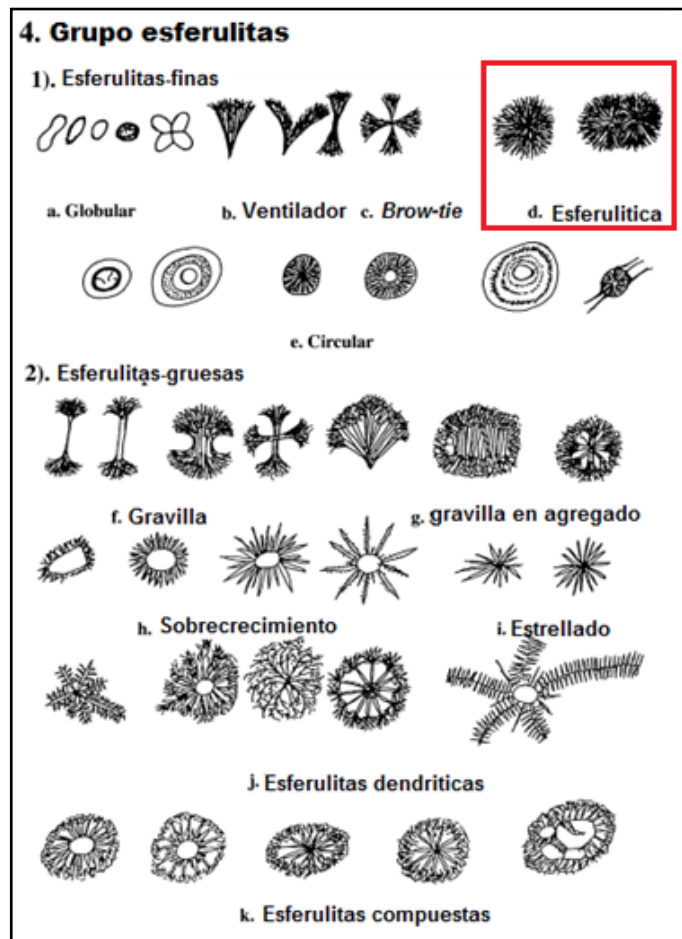 4. Grupo esferulitas
1). Esferulitas-finas
a. Globular b. Ventilador c. Brow-tie d. Esferulitica
e. Circular
2). Esferulitas-gruesas
f. Gravilla g. gravilla en agregado
h. Sobrecrecimiento i. Estrellado
j. Esferulitas dendriticas
k. Esferulitas compuestas